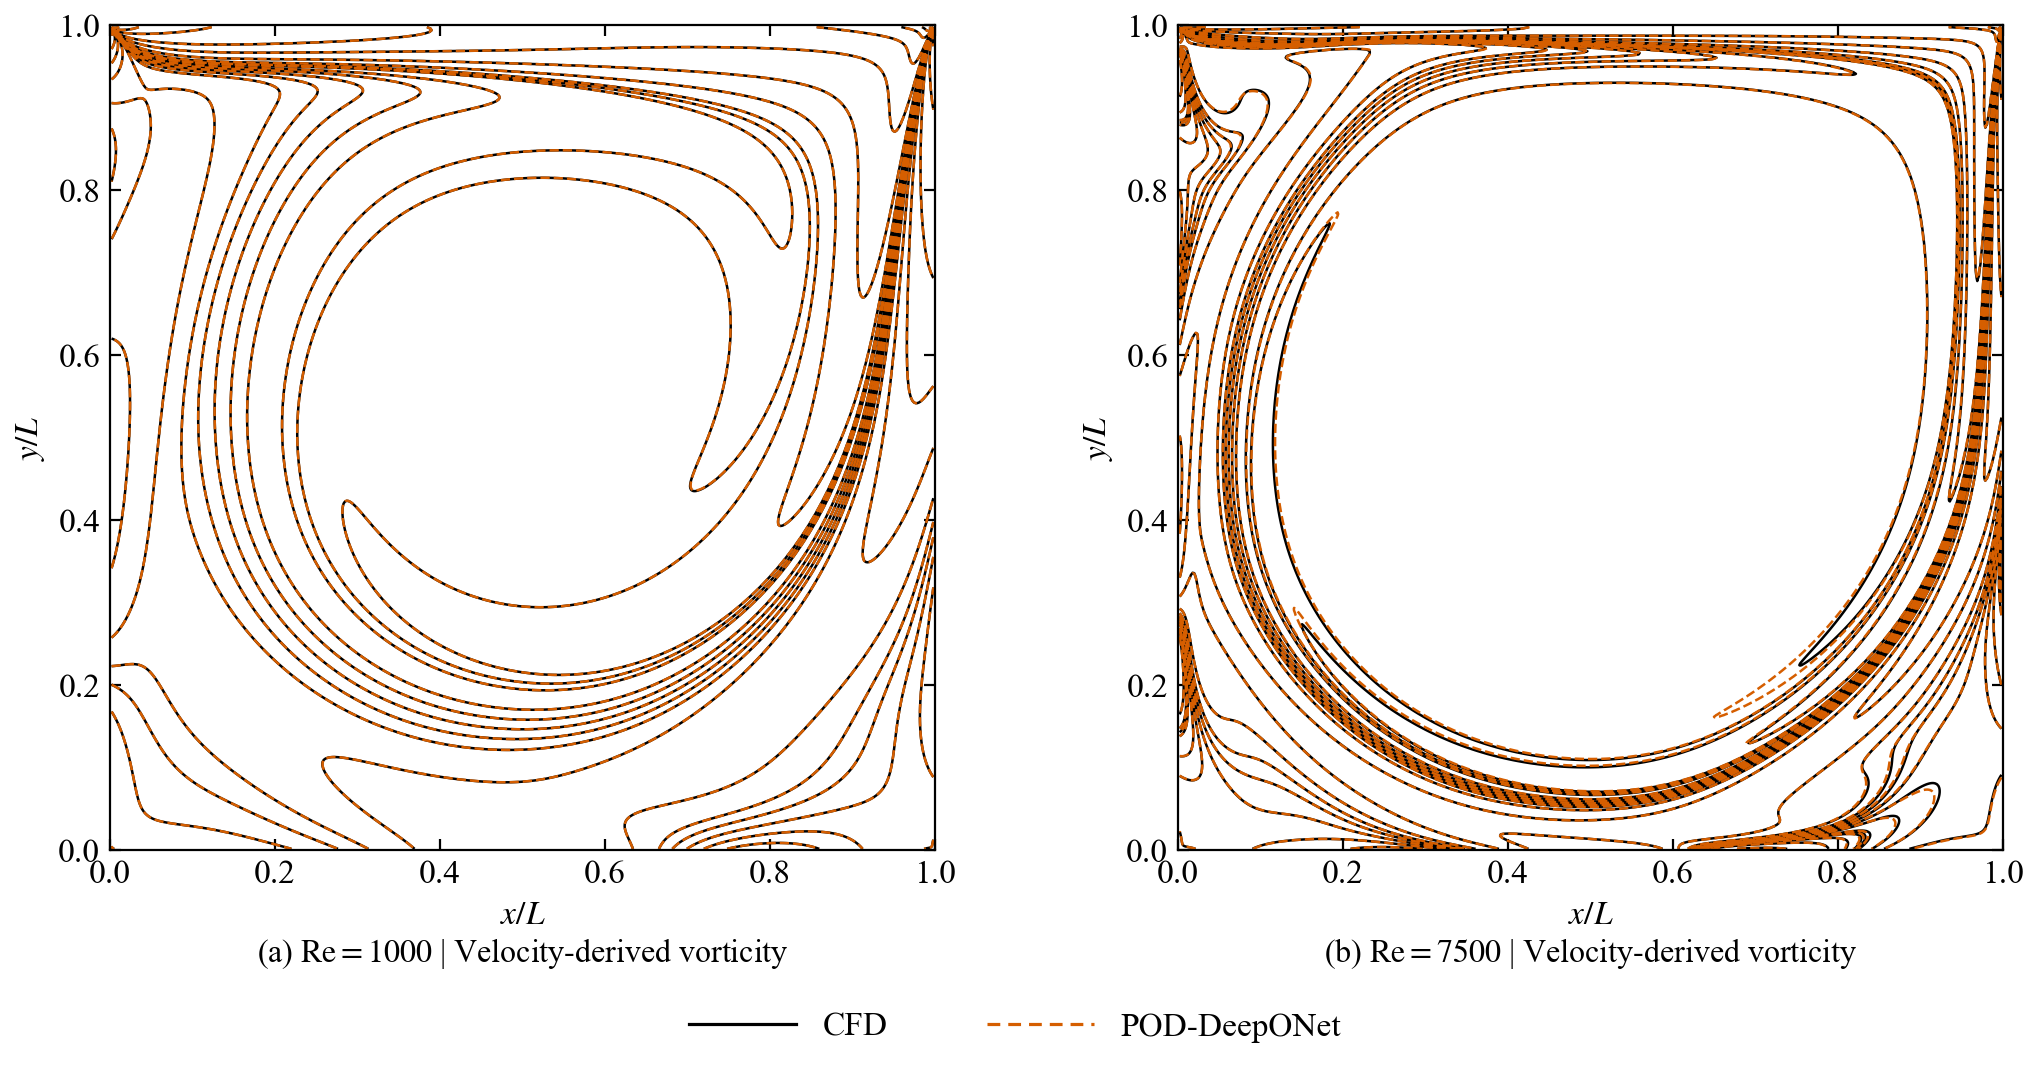 1.0
0.8
0.6
0.4
0.2
0.0
y/L
0.0 0.2 0.4 0.6 0.8 1.0
x/L
(a) Re = 1000 | Velocity-derived vorticity
1.0
0.8
0.6
0.4
0.2
0.0
y/L
0.0 0.2 0.4 0.6 0.8 1.0
x/L
(b) Re = 7500 | Velocity-derived vorticity
CFD POD-DeepONet